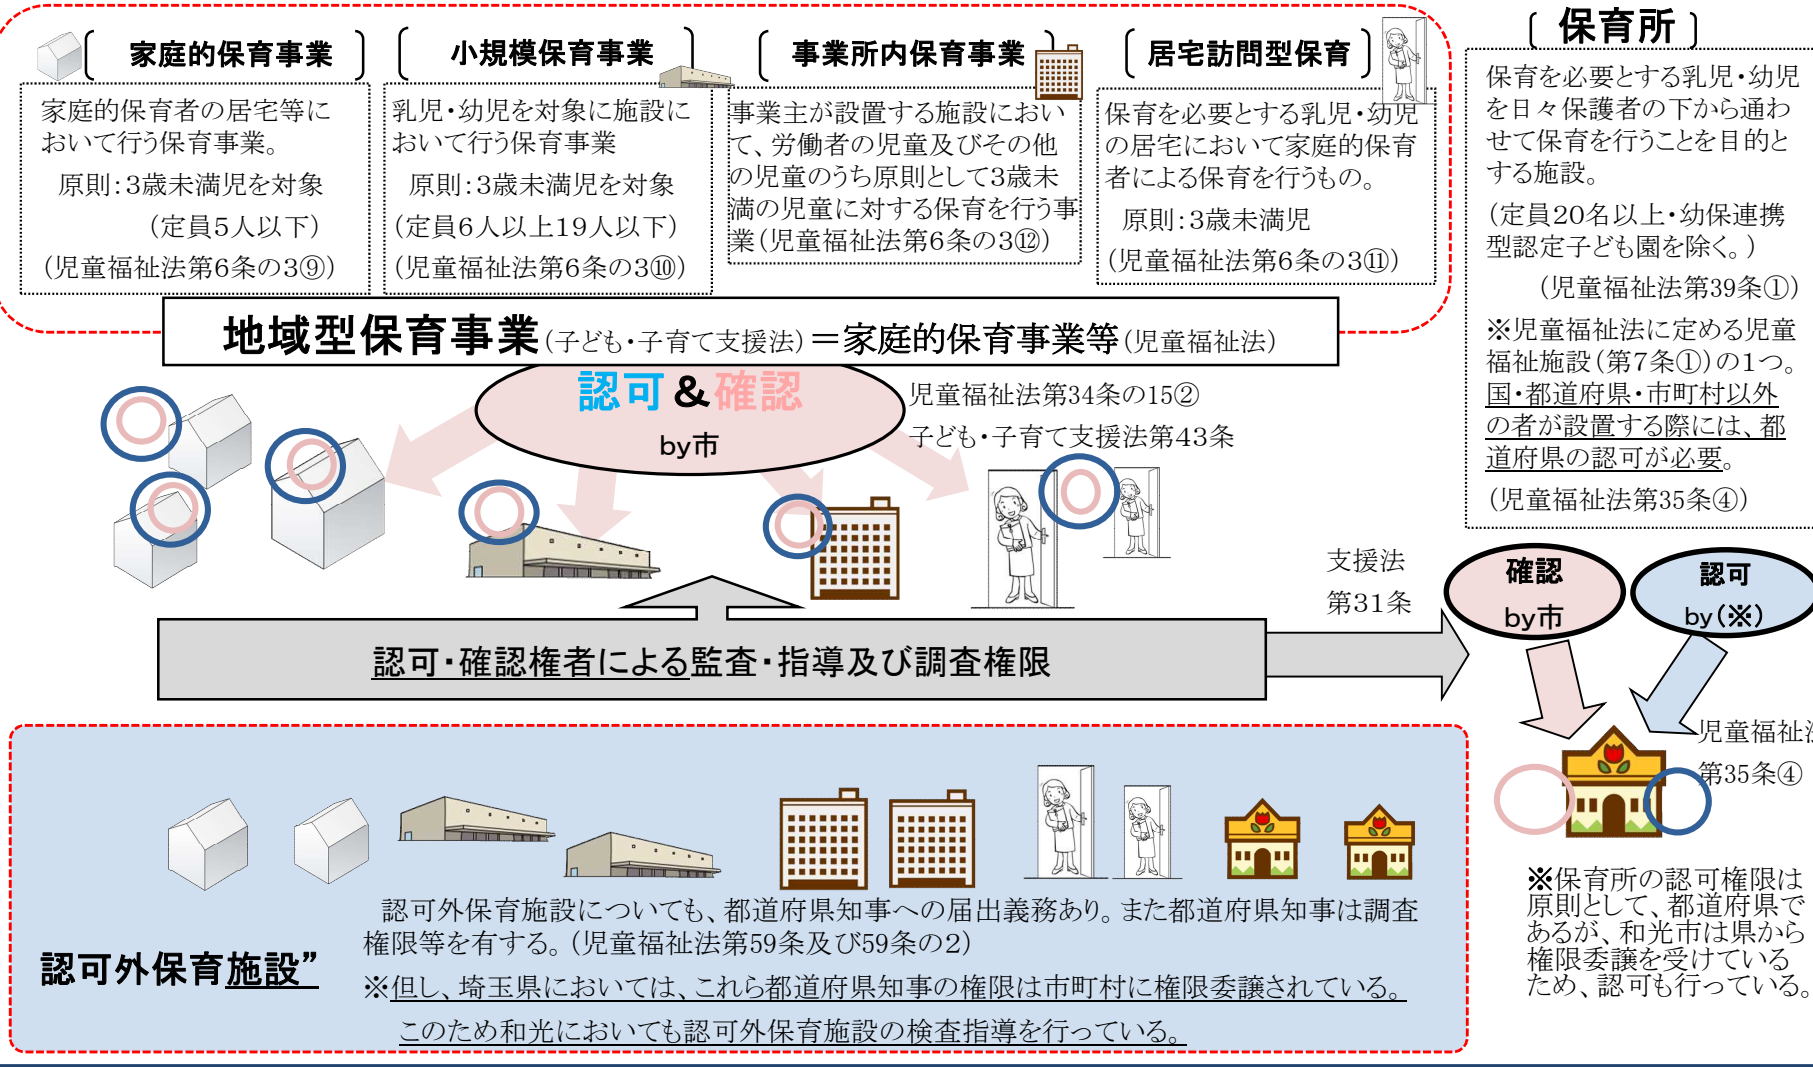 家庭的保育事業
家庭的保育者の居宅等に
おいて行う保育事業。
原則:3歳未満児を対象
(定員5人以下)
(児童福祉法第6条の3⑨)
小規模保育事業
乳児・幼児を対象に施設に
おいて行う保育事業
原則:3歳未満児を対象
(定員6人以上19人以下)
(児童福祉法第6条の3⑩)
事業所内保育事業
事業主が設置する施設におい
て、労働者の児童及びその他
の児童のうち原則として3歳未
満の児童に対する保育を行う事
業(児童福祉法第6条の3⑫)
居宅訪問型保育
保育を必要とする乳児・幼児
の居宅において家庭的保育
者による保育を行うもの。
原則:3歳未満児
(児童福祉法第6条の3⑪)
保育所
保育を必要とする乳児・幼児
を日々保護者の下から通わ
せて保育を行うことを目的と
する施設。
(定員20名以上・幼保連携
型認定子ども園を除く。)
(児童福祉法第39条①)
※児童福祉法に定める児童
福祉施設(第7条①)の1つ。
国・都道府県・市町村以外
の者が設置する際には、都
道府県の認可が必要。
(児童福祉法第35条④)
地域型保育事業(子ども・子育て支援法)=家庭的保育事業等(児童福祉法)
認可&確認
by市
児童福祉法第34条の15②
子ども・子育て支援法第43条
支援法
第31条
認可・確認権者による監査・指導及び調査権限
確認
by市
認可
by(※)
児童福祉法
第35条④
※保育所の認可権限は
原則として、都道府県で
あるが、和光市は県から
権限委譲を受けている
ため、認可も行っている。
認可外保育施設”
認可外保育施設についても、都道府県知事への届出義務あり。また都道府県知事は調査
権限等を有する。(児童福祉法第59条及び59条の2)
※但し、埼玉県においては、これら都道府県知事の権限は市町村に権限委譲されている。
このため和光においても認可外保育施設の検査指導を行っている。